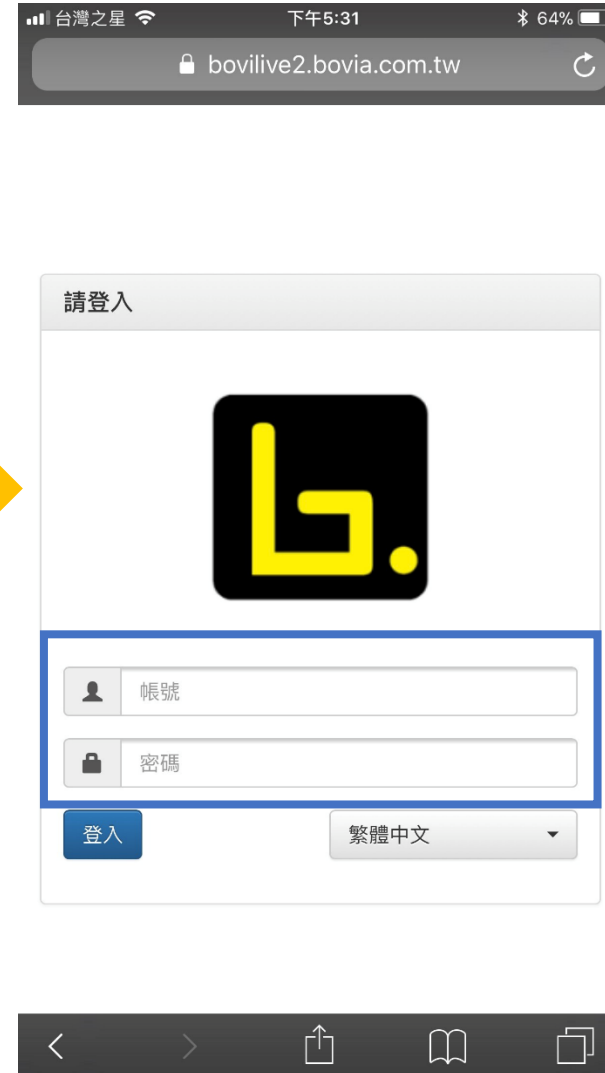 台灣之星 下午5:31 64%
bovilive2.bovia.com.tw
請登入
b.
帳號
密碼
登入 繁體中文